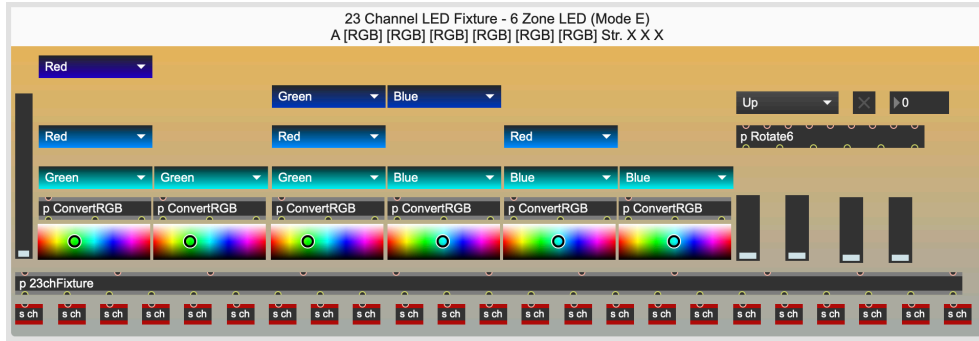 23 Channel LED Fixture - 6 Zone LED (Mode E)
A [RGB] [RGB] [RGB] [RGB] [RGB] [RGB] Str. X X X
Red
Green Blue
Up 0
Red Red Red
p Rotate6
Green Green Green Blue Blue Blue
p ConvertRGB p ConvertRGB p ConvertRGB p ConvertRGB p ConvertRGB p ConvertRGB
p 23chFixture
s ch s ch s ch s ch s ch s ch s ch s ch s ch s ch s ch s ch s ch s ch s ch s ch s ch s ch s ch s ch s ch s ch s ch